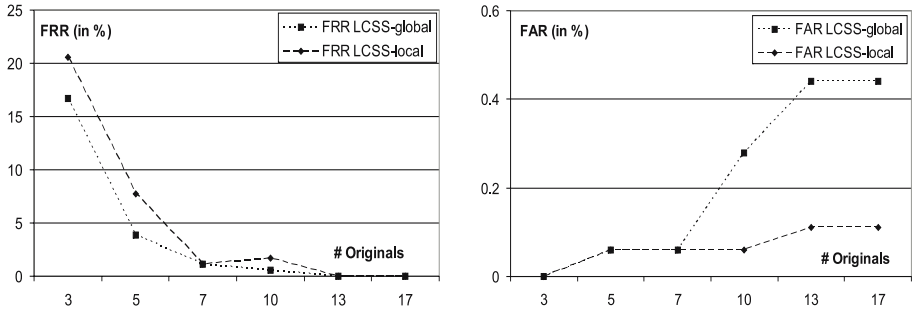 25
20
15
10
5
0
FRR (in %)
FRR LCSS-global
FRR LCSS-local
# Originals
3 5 7 10 13 17
0.6
0.4
0.2
0
FAR (in %)
FAR LCSS-global
FAR LCSS-local
# Originals
3 5 7 10 13 17